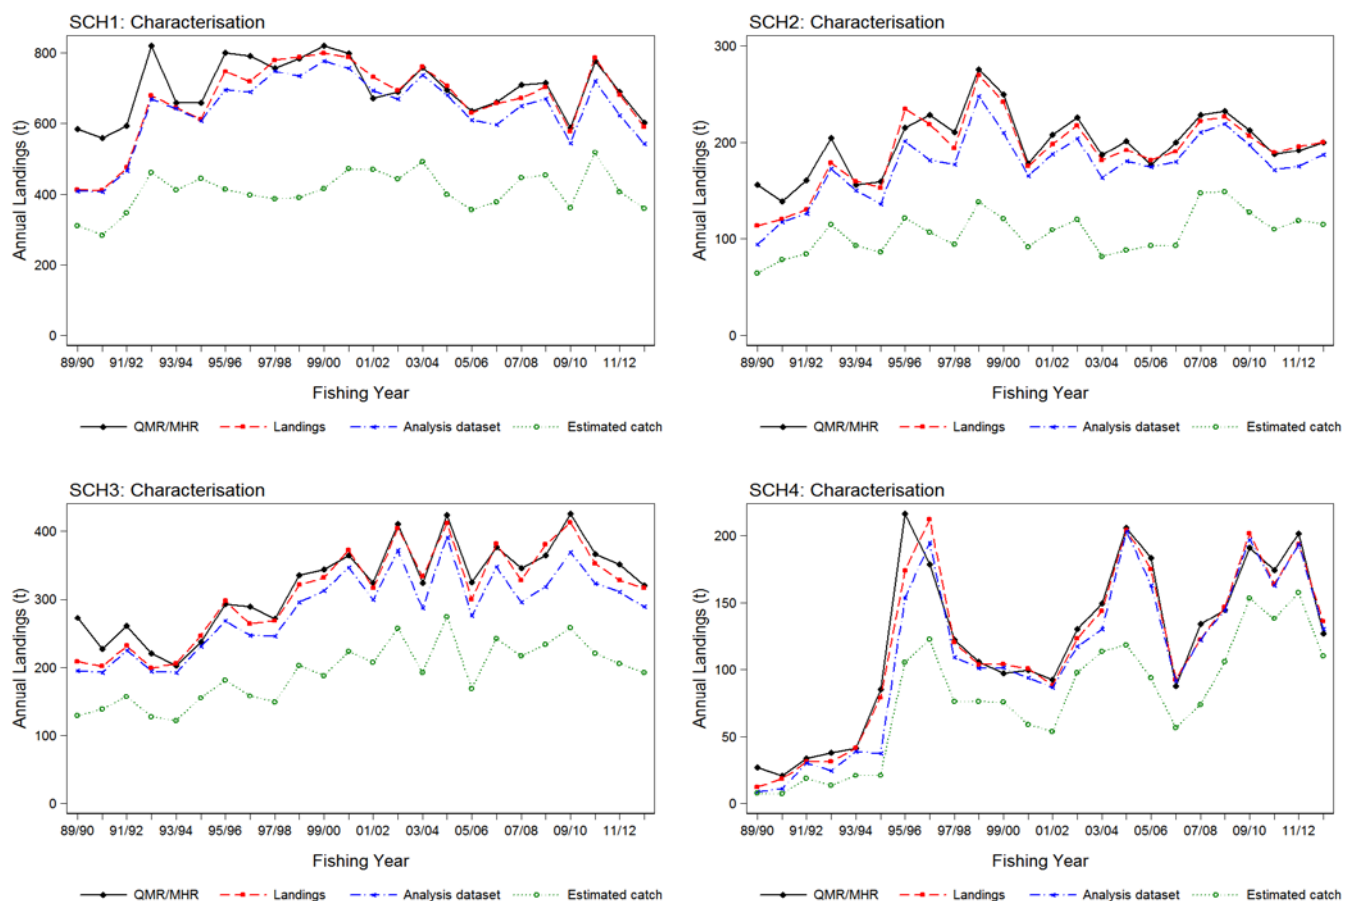 SCH1: Characterisation
Annual Landings (t)
800
600
400
200
0
89/90 91/92 93/94 95/96 97/98 99/00 01/02 03/04 05/06 07/08 09/10 11/12
Fishing Year
QMR/MHR Landings Analysis dataset Estimated catch
SCH2: Characterisation
Annual Landings (t)
300
200
100
0
89/90 91/92 93/94 95/96 97/98 99/00 01/02 03/04 05/06 07/08 09/10 11/12
Fishing Year
QMR/MHR Landings Analysis dataset Estimated catch
SCH3: Characterisation
Annual Landings (t)
400
300
200
100
0
89/90 91/92 93/94 95/96 97/98 99/00 01/02 03/04 05/06 07/08 09/10 11/12
Fishing Year
QMR/MHR Landings Analysis dataset Estimated catch
SCH4: Characterisation
Annual Landings (t)
200
150
100
50
0
89/90 91/92 93/94 95/96 97/98 99/00 01/02 03/04 05/06 07/08 09/10 11/12
Fishing Year
QMR/MHR Landings Analysis dataset Estimated catch